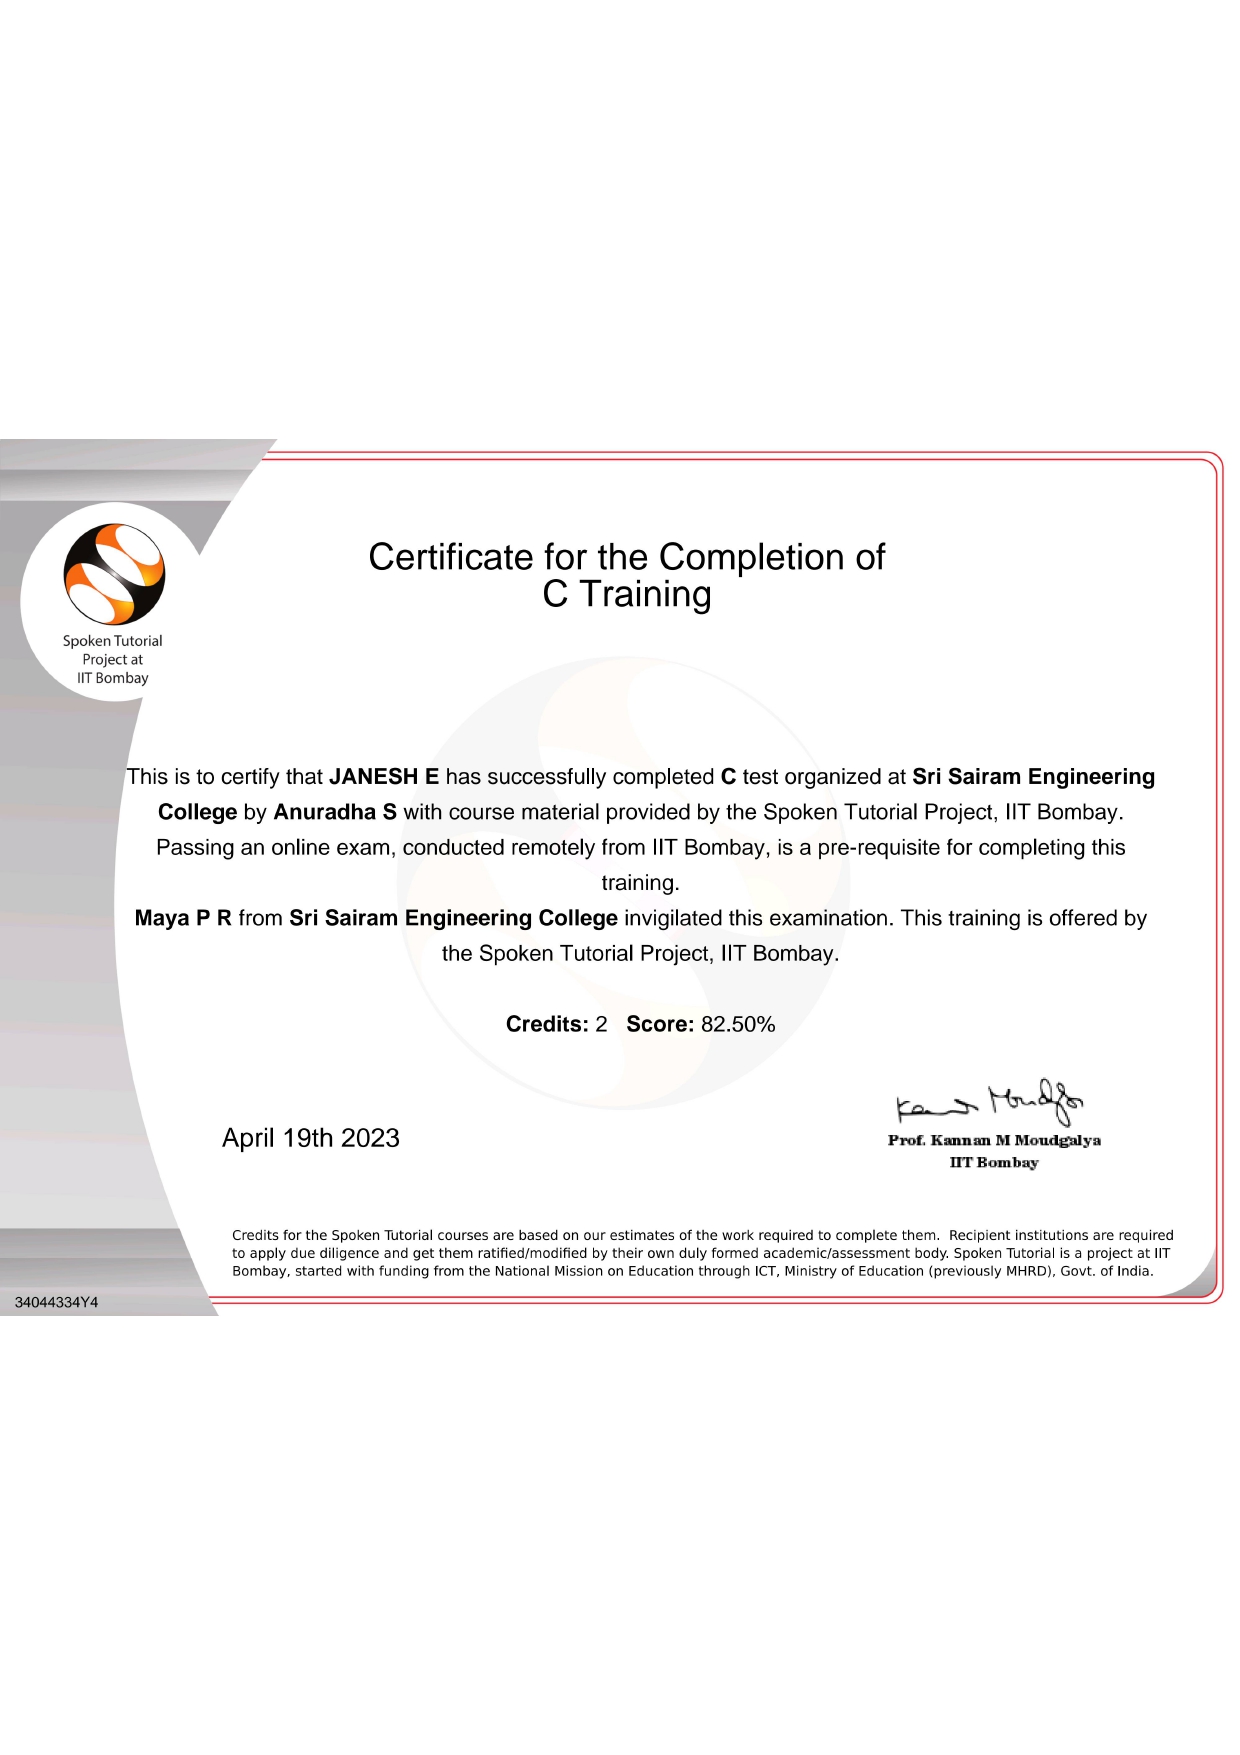 Spoken Tutorial
Project at
IIT Bombay
Certificate for the Completion of
C Training
This is to certify that JANESH E has successfully completed C test organized at Sri Sairam Engineering
College by Anuradha S with course material provided by the Spoken Tutorial Project, IIT Bombay.
Passing an online exam, conducted remotely from IIT Bombay, is a pre-requisite for completing this
training.
Maya P R from Sri Sairam Engineering College invigilated this examination. This training is offered by
the Spoken Tutorial Project, IIT Bombay.
Credits: 2 Score: 82.50%
April 19th 2023
Prof. Kannan M Moudgalya
IIT Bombay
Credits for the Spoken Tutorial courses are based on our estimates of the work required to complete them. Recipient institutions are required
to apply due diligence and get them ratified/modified by their own duly formed academic/assessment body. Spoken Tutorial is a project at IIT
Bombay, started with funding from the National Mission on Education through ICT, Ministry of Education (previously MHRD), Govt. of India.
34044334Y4